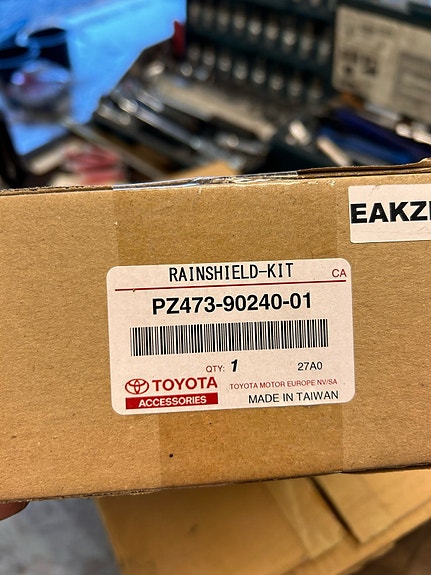 EAKZ
RAINSHIELD-KIT
CA
PZ473-90240-01
QTY: 1 27A0
TOYOTA
TOYOTA MOTOR EUROPE NV/SA
ACCESSORIES
MADE IN TAIWAN